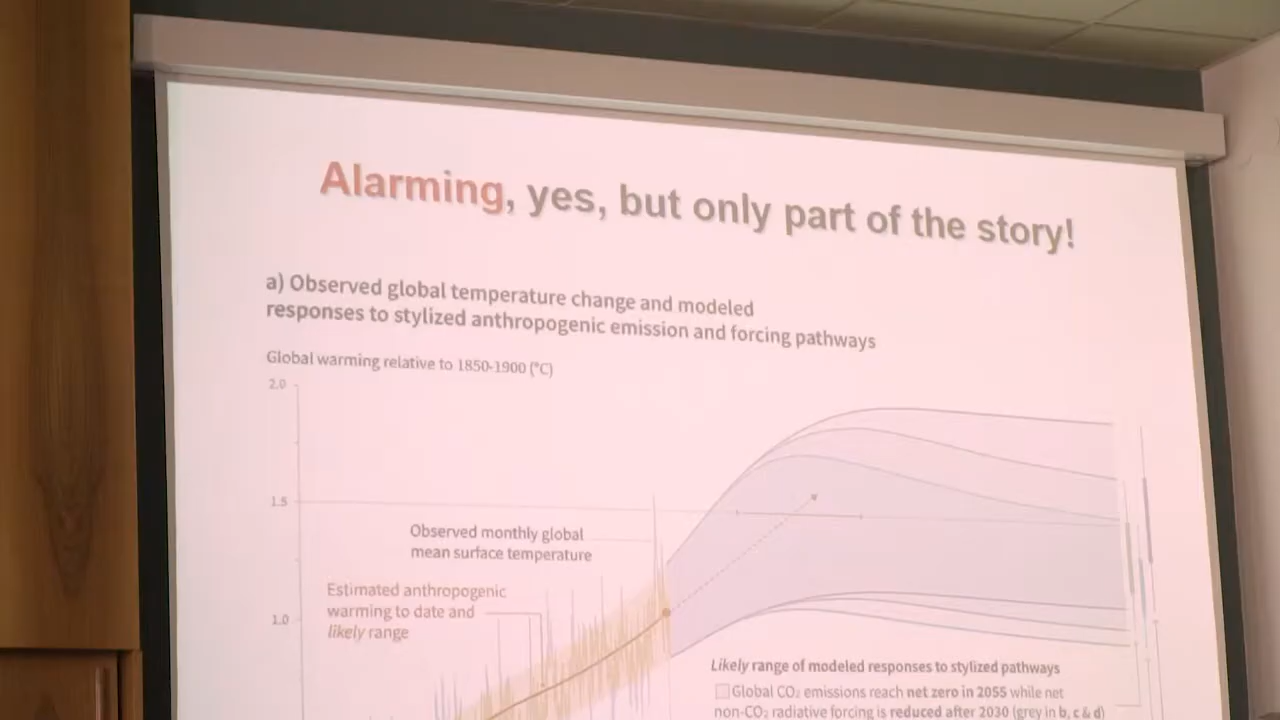 Alarming, yes, but only part of the story!
a) Observed global temperature change and modeled
responses to stylized anthropogenic emission and forcing pathways
Global warming relative to 1850-1900 (°C)
2.0
1.5
Observed monthly global
mean surface temperature
Estimated anthropogenic
warming to date and
likely range
1.0
Likely range of modeled responses to stylized pathways
Global CO₂ emissions reach net zero in 2055 while net
non-CO₂ radiative forcing is reduced after 2030 (grey in b, c & d)